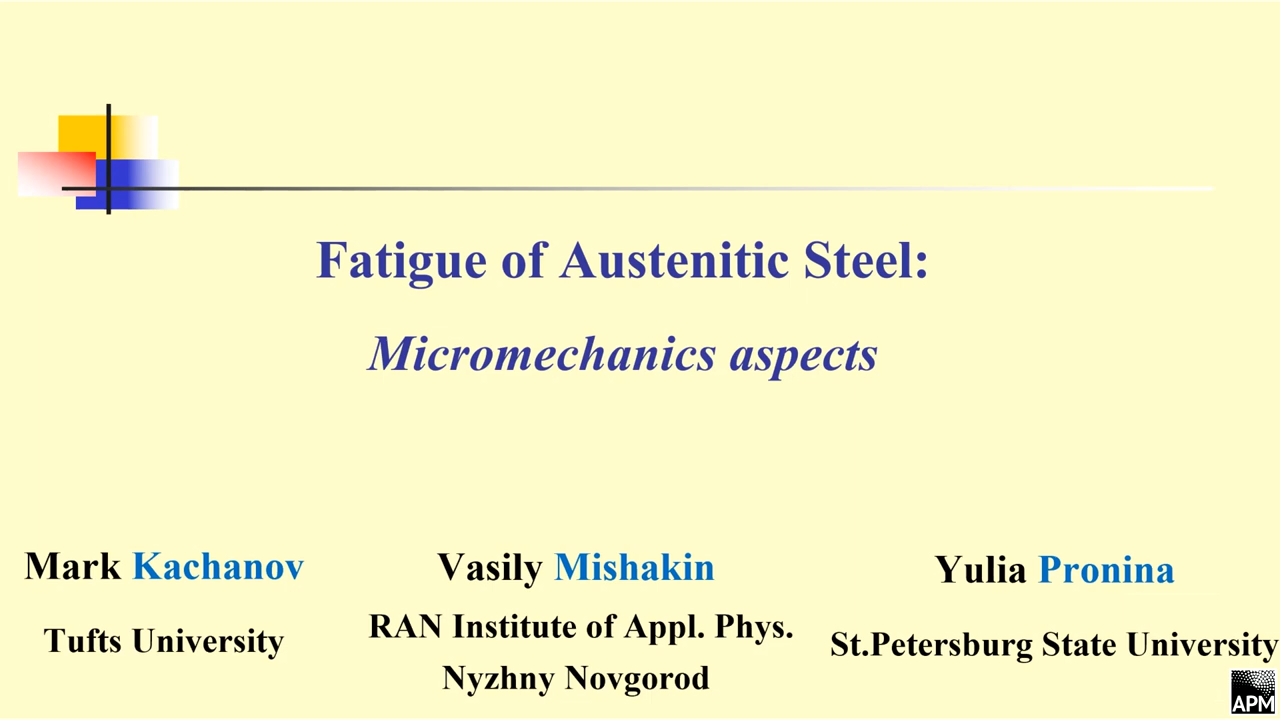 Fatigue of Austenitic Steel:
Micromechanics aspects
Mark Kachanov
Tufts University
Vasily Mishakin
RAN Institute of Appl. Phys.
Nyzhny Novgorod
Yulia Pronina
St.Petersburg State University
APM